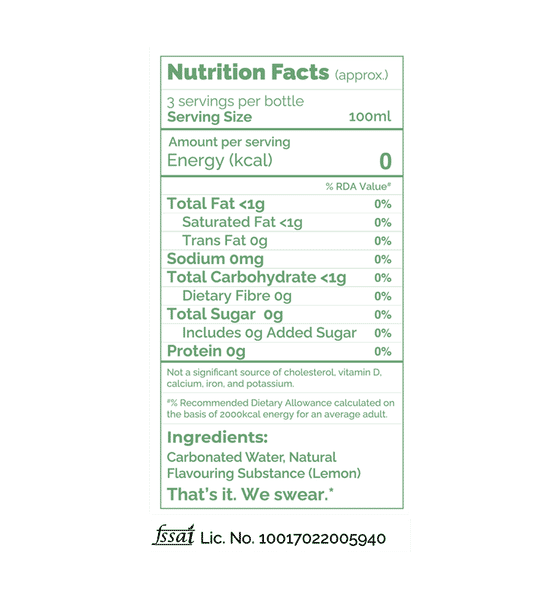 Nutrition Facts (approx.)
3 servings per bottle
Serving Size 100ml
Amount per serving
Energy (kcal) 0
% RDA Value#
Total Fat <1g 0%
Saturated Fat <1g 0%
Trans Fat 0g 0%
Sodium 0mg 0%
Total Carbohydrate <1g 0%
Dietary Fibre 0g 0%
Total Sugar 0g 0%
Includes 0g Added Sugar 0%
Protein 0g 0%
Not a significant source of cholesterol, vitamin D,
calcium, iron, and potassium.
#% Recommended Dietary Allowance calculated on
the basis of 2000kcal energy for an average adult.
Ingredients:
Carbonated Water, Natural
Flavouring Substance (Lemon)
That's it. We swear.*
fssai Lic. No. 10017022005940